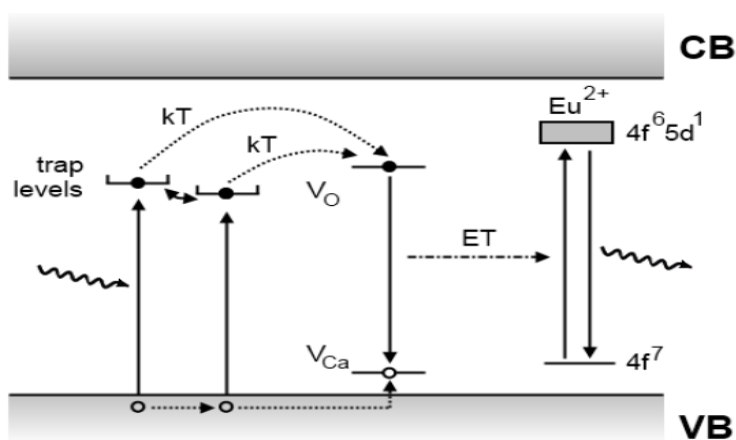 CB
Eu2+
4f65d1
kT
kT
trap
levels
VO
ET
VCa
4f7
VB